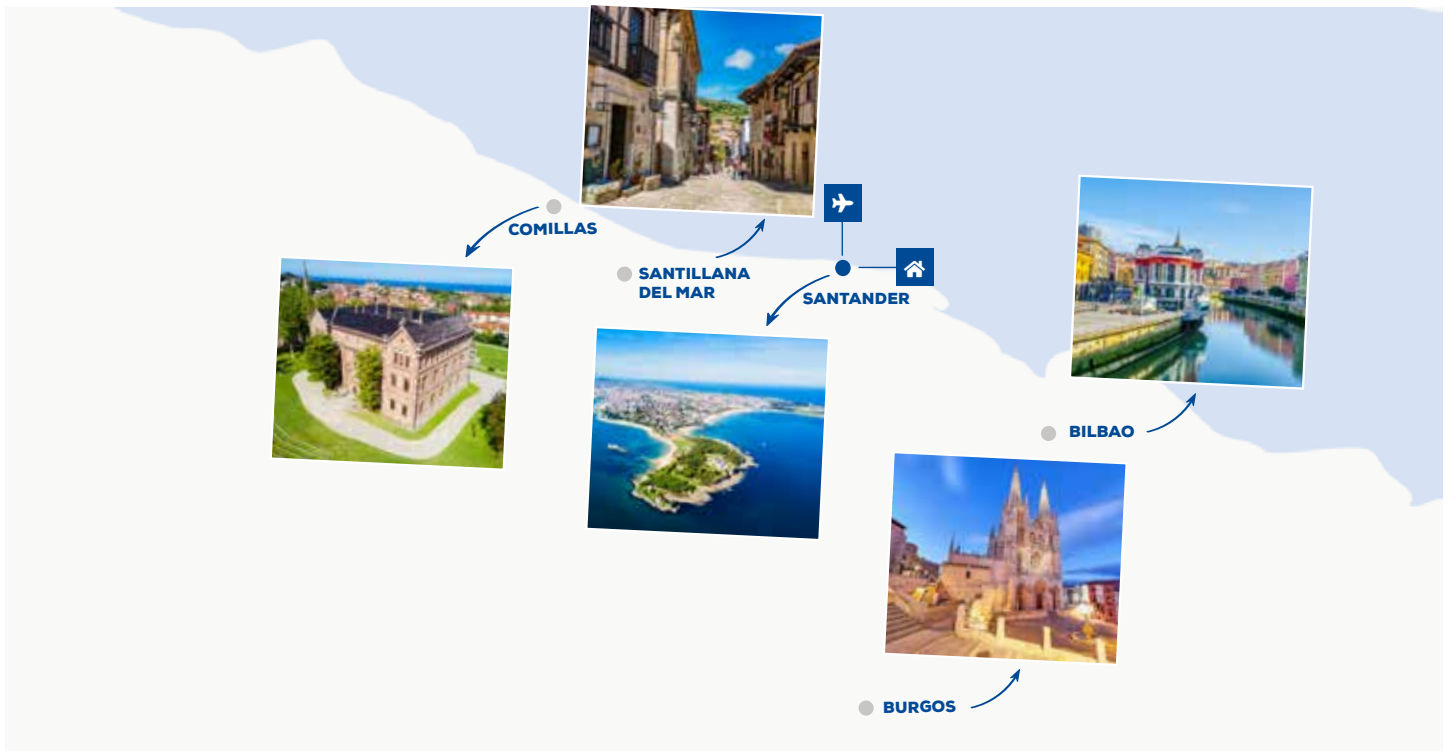 COMILLAS
SANTILLANA
DEL MAR
SANTANDER
BILBAO
BURGOS